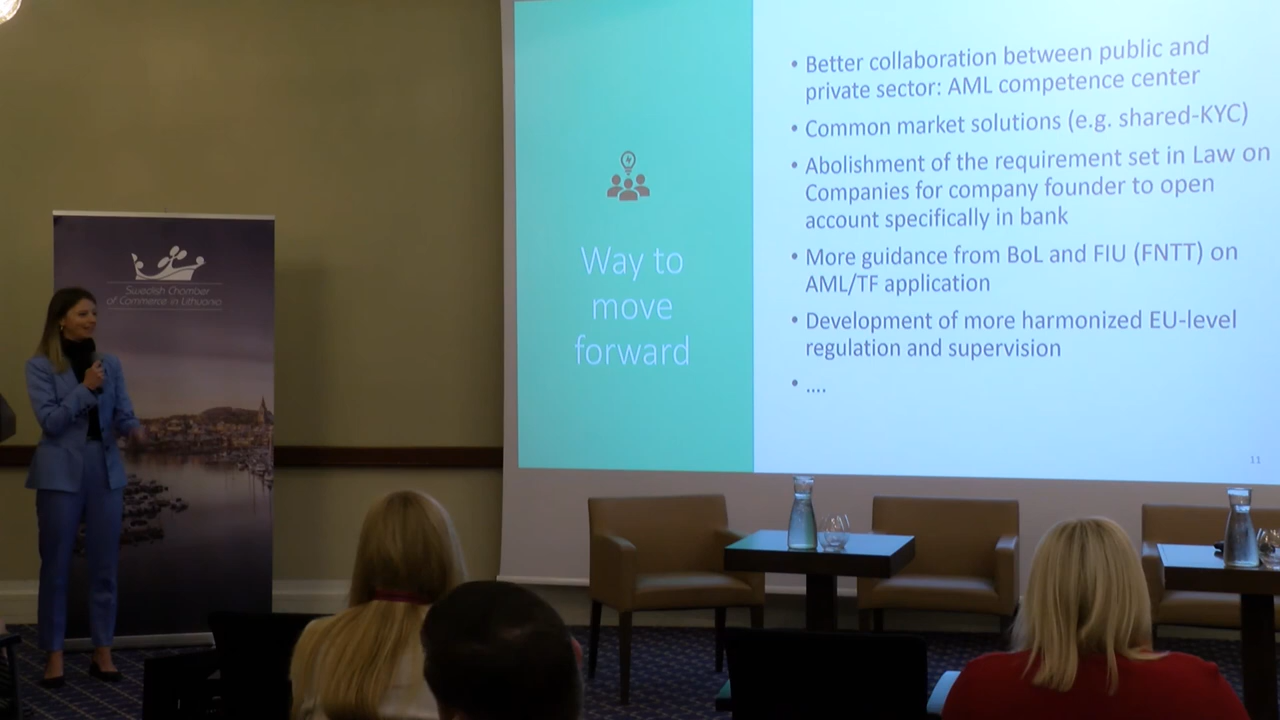 Swedish Chamber
of Commerce in Lithuania
Way to
move
forward
• Better collaboration between public and
private sector: AML competence center
• Common market solutions (e.g. shared-KYC)
• Abolishment of the requirement set in Law on
Companies for company founder to open
account specifically in bank
• More guidance from BoL and FIU (FNTT) on
AML/TF application
• Development of more harmonized EU-level
regulation and supervision
• ....
11